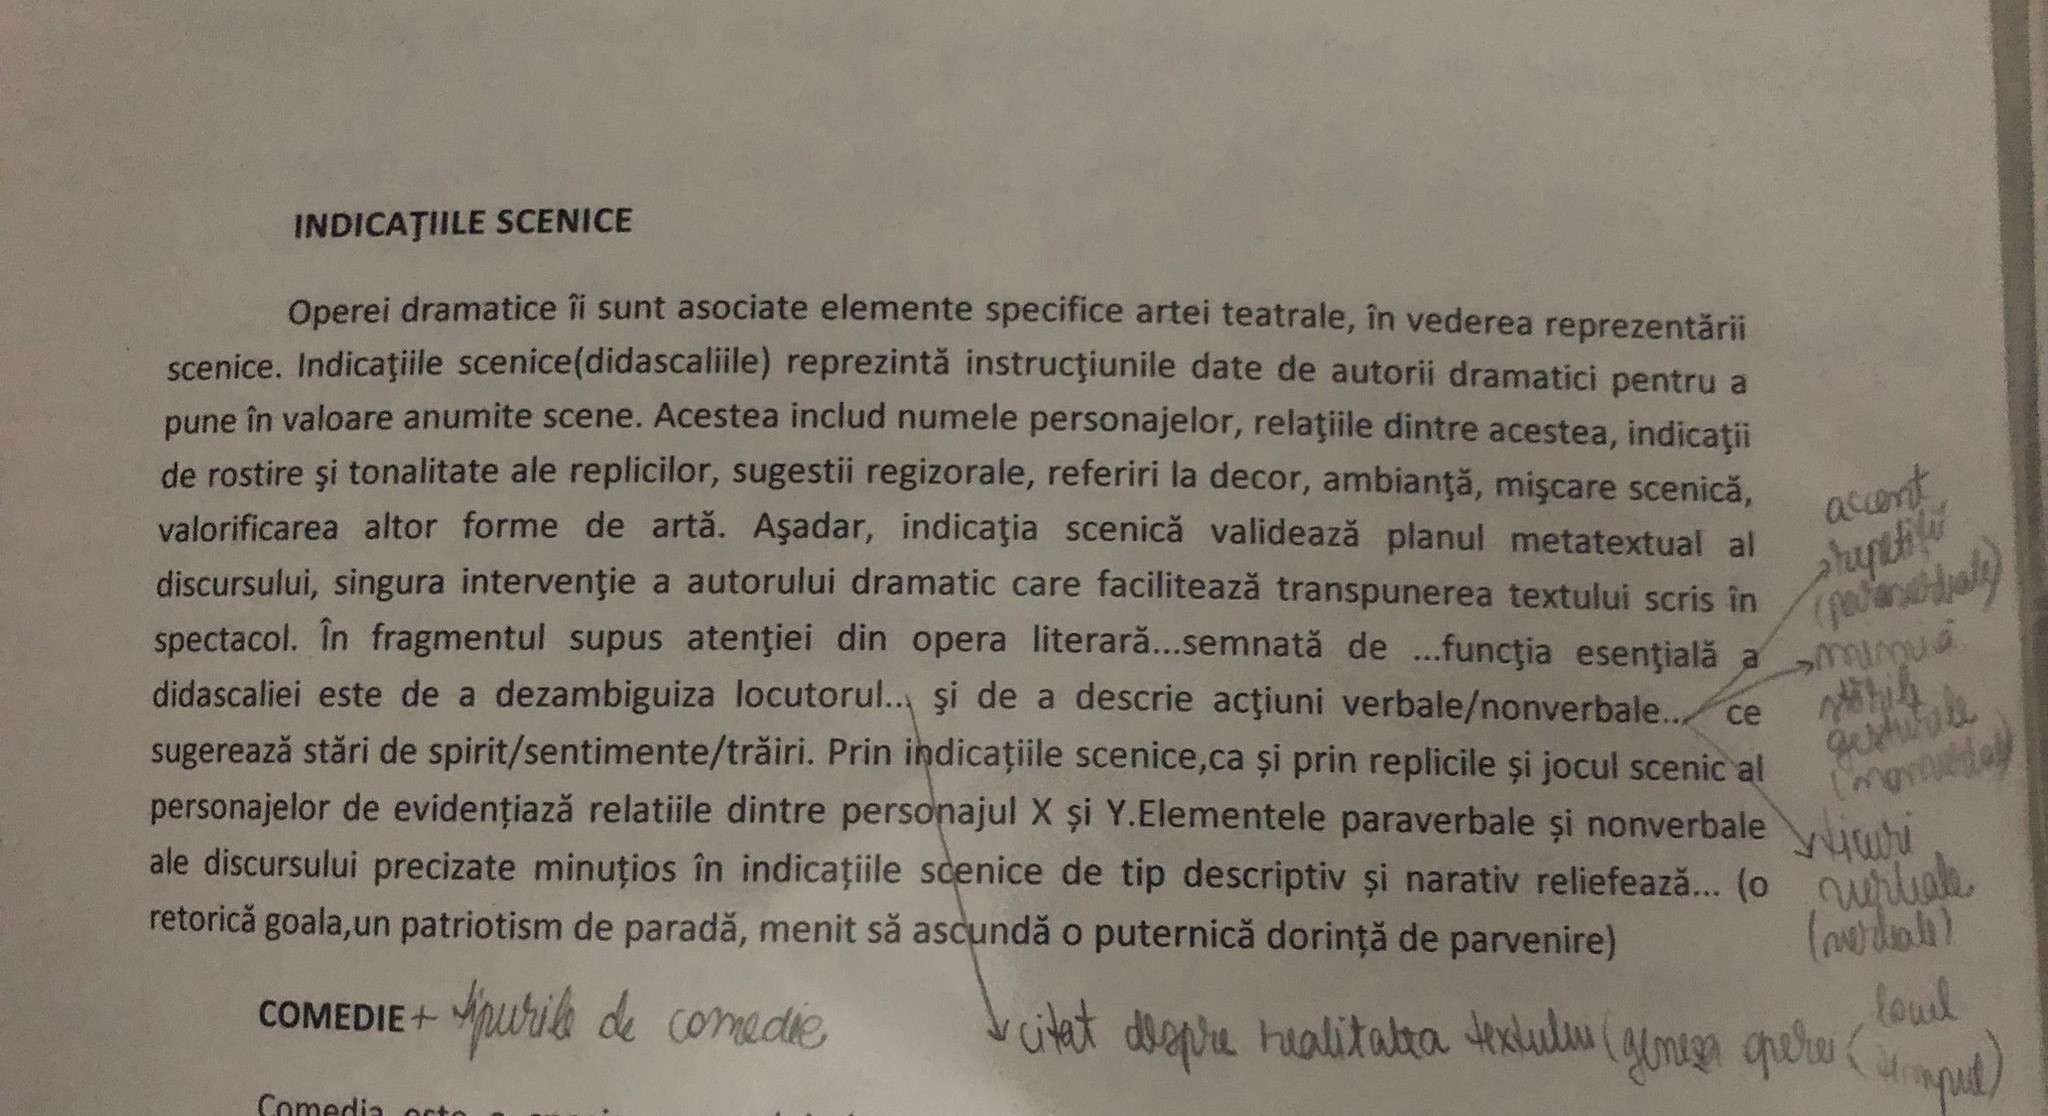 INDICAŢIILE SCENICE
Operei dramatice îi sunt asociate elemente specifice artei teatrale, în vederea reprezentării
scenice. Indicaţiile scenice(didascaliile) reprezintă instrucţiunile date de autorii dramatici pentru a
pune în valoare anumite scene. Acestea includ numele personajelor, relaţiile dintre acestea, indicaţii
de rostire şi tonalitate ale replicilor, sugestii regizorale, referiri la decor, ambianţă, mişcare scenică,
valorificarea altor forme de artă. Aşadar, indicaţia scenică validează planul metatextual al
discursului, singura intervenţie a autorului dramatic care facilitează transpunerea textului scris în
spectacol. În fragmentul supus atenţiei din opera literară...semnată de ...funcţia esenţială a
didascaliei este de a dezambiguiza locutorul... şi de a descrie acţiuni verbale/nonverbale... ce
sugerează stări de spirit/sentimente/trăiri. Prin indicațiile scenice,ca și prin replicile și jocul scenic al
personajelor de evidențiază relatiile dintre personajul X și Y.Elementele paraverbale și nonverbale
ale discursului precizate minuțios în indicațiile scenice de tip descriptiv și narativ reliefează... (o
retorică goala,un patriotism de paradă, menit să ascundă o puternică dorință de parvenire)
accent
repetiții
(paraverbale)
mimică
stările
gesturile
(nonverbal)
ticuri
verbale
(verbale)
COMEDIE + tipurile de comedie
citat despre realitatea textului (geneza operei (
locul
timpul)
Comedia este o